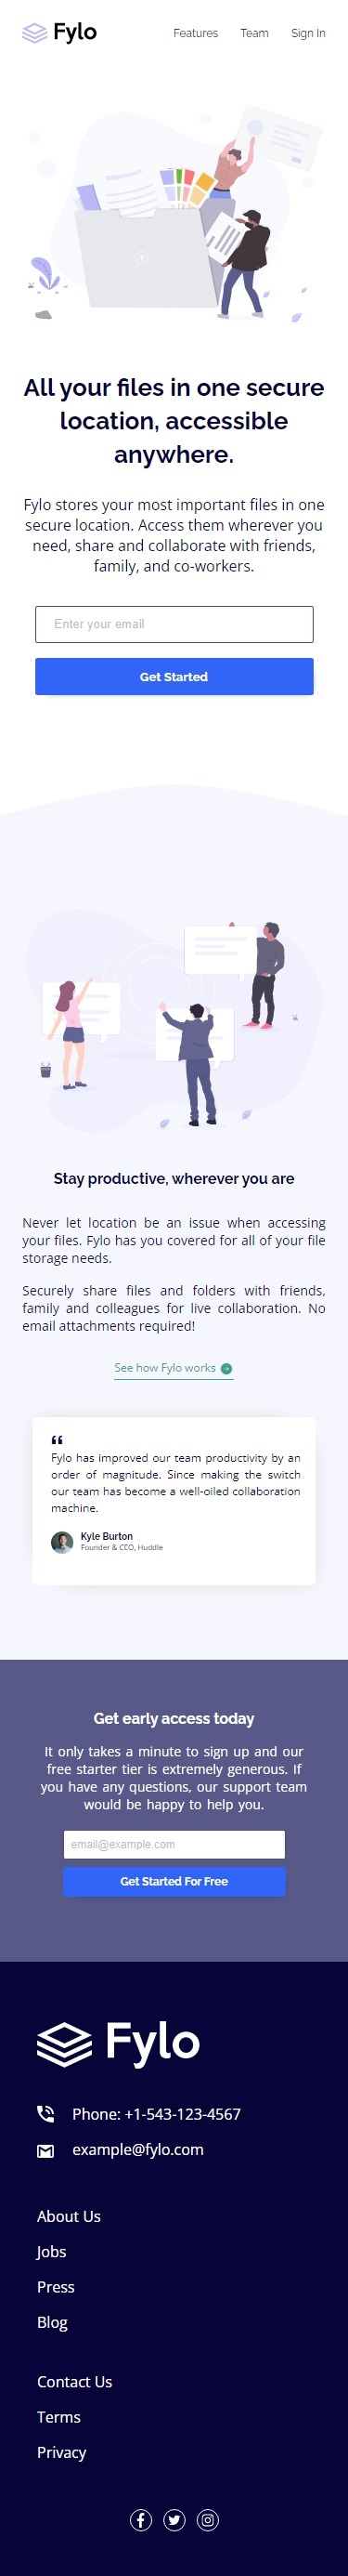 Fylo
Features Team Sign In
All your files in one secure
location, accessible
anywhere.
Fylo stores your most important files in one
secure location. Access them wherever you
need, share and collaborate with friends,
family, and co-workers.
Enter your email
Get Started
Stay productive, wherever you are
Never let location be an issue when accessing
your files. Fylo has you covered for all of your file
storage needs.
Securely share files and folders with friends,
family and colleagues for live collaboration. No
email attachments required!
See how Fylo works
“
Fylo has improved our team productivity by an
order of magnitude. Since making the switch
our team has become a well-oiled collaboration
machine.
Kyle Burton
Founder & CEO, Huddle
Get early access today
It only takes a minute to sign up and our
free starter tier is extremely generous. If
you have any questions, our support team
would be happy to help you.
email@example.com
Get Started For Free
Fylo
Phone: +1-543-123-4567
example@fylo.com
About Us
Jobs
Press
Blog
Contact Us
Terms
Privacy